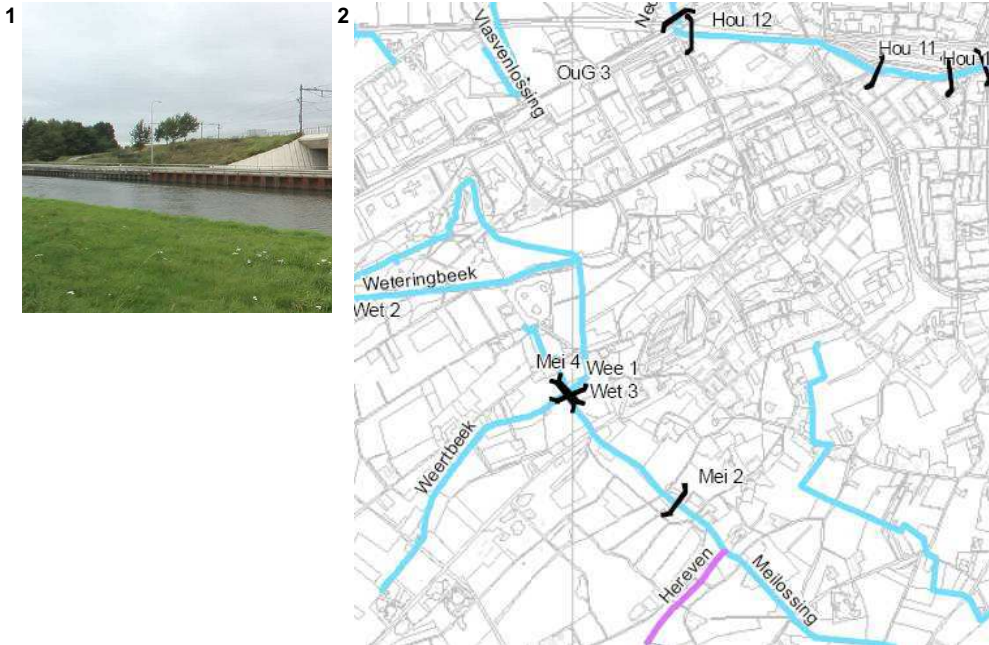 1
2
Vlasvenlossing
Hou 12
Hou 11
OuG 3
Weteringbeek
Wet 2
Mei 4
Wee 1
Wet 3
Weertbeek
Mei 2
Hereven
Meilossing